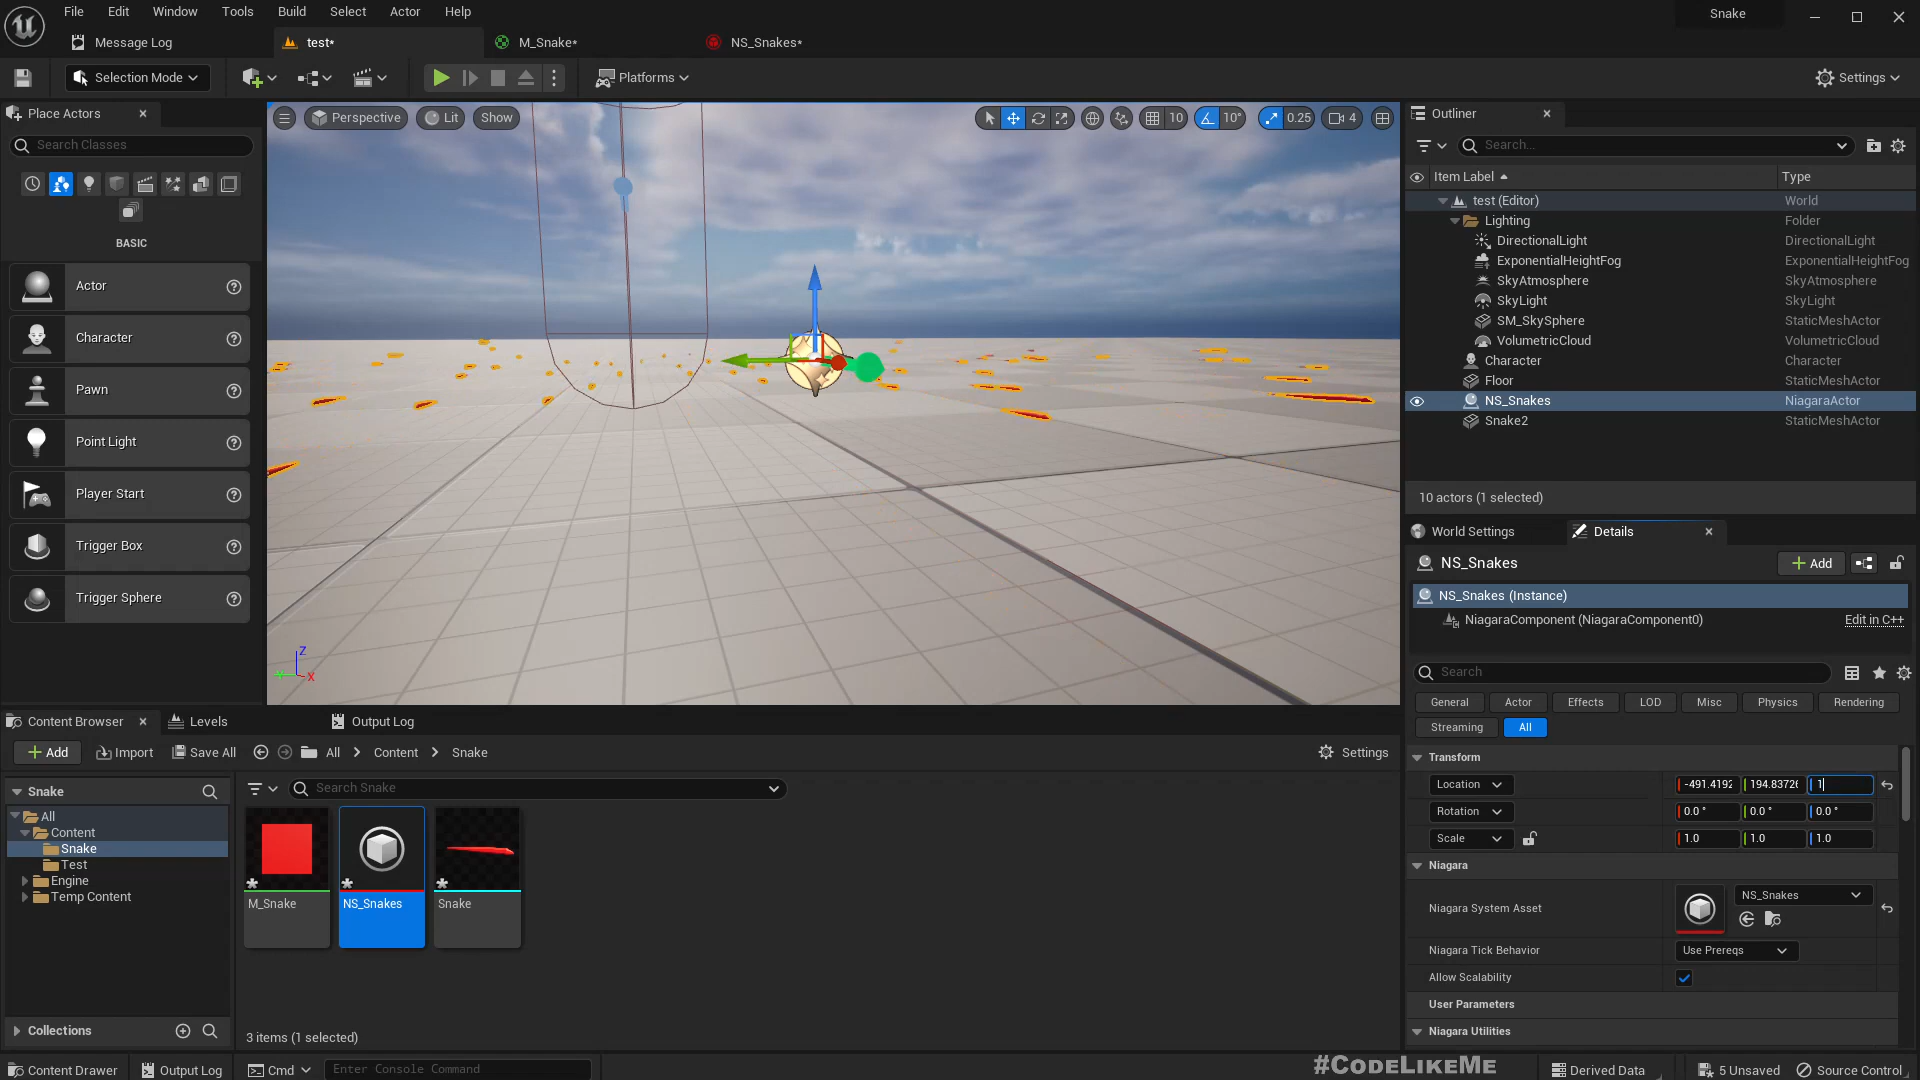 File Edit Window Tools Build Select Actor Help
Snake
Message Log
test*
M_Snake*
NS_Snakes*
Selection Mode
Platforms
Settings
Place Actors
Search Classes
BASIC
Actor
Character
Pawn
Point Light
Player Start
Trigger Box
Trigger Sphere
Perspective
Lit
Show
10
10°
0.25
4
Z
X
Outliner
Search...
Item Label
Type
test (Editor) World
Lighting Folder
DirectionalLight DirectionalLight
ExponentialHeightFog ExponentialHeightFog
SkyAtmosphere SkyAtmosphere
SkyLight SkyLight
SM_SkySphere StaticMeshActor
VolumetricCloud VolumetricCloud
Character Character
Floor StaticMeshActor
NS_Snakes NiagaraActor
Snake2 StaticMeshActor
10 actors (1 selected)
World Settings
Details
NS_Snakes
Add
NS_Snakes (Instance)
NiagaraComponent (NiagaraComponent0) Edit in C++
Search
General Actor Effects LOD Misc Physics Rendering
Streaming All
Transform
Location -491.4192 194.83726 1
Rotation 0.0 ° 0.0 ° 0.0 °
Scale 1.0 1.0 1.0
Niagara
Niagara System Asset NS_Snakes
Niagara Tick Behavior Use Prereqs
Allow Scalability
User Parameters
Niagara Utilities
Content Browser
Levels
Output Log
Add Import Save All All Content Snake
Settings
Snake
Search Snake
All
Content
Snake
Test
Engine
Temp Content
M_Snake
NS_Snakes
Snake
Collections
3 items (1 selected)
Content Drawer
Output Log
Cmd
Enter Console Command
#CodeLikeMe
Derived Data
5 Unsaved
Source Control